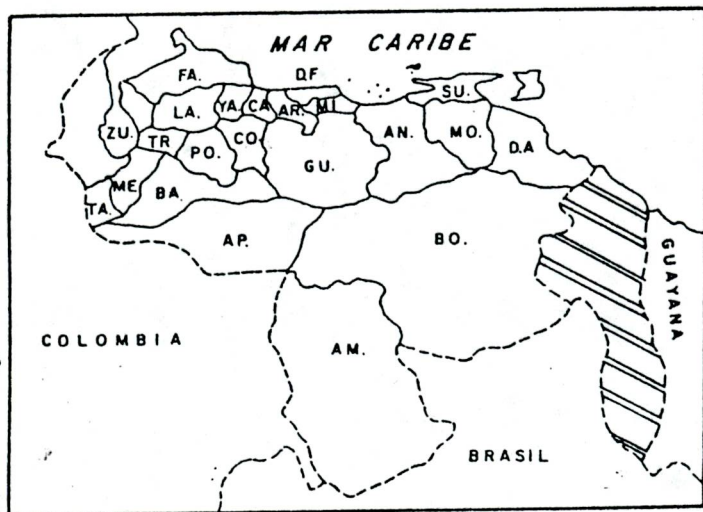 MAR CARIBE
FA.
D.F.
SU.
LA.
YA.
CA.
AR.
MI.
ZU.
TR.
PO.
CO.
GU.
AN.
MO.
D.A.
TA.
ME.
BA.
AP.
BO.
GUAYANA
COLOMBIA
AM.
BRASIL